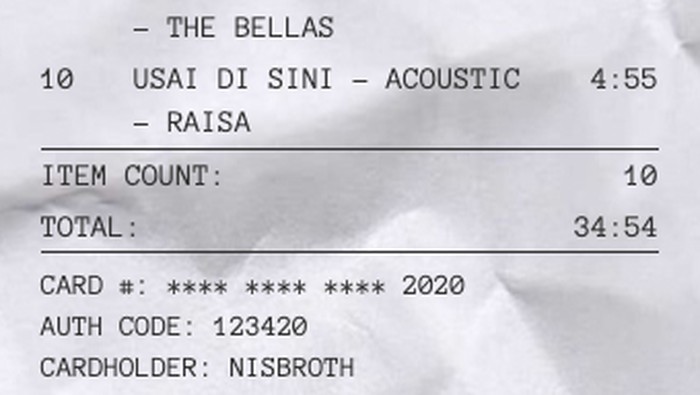 – THE BELLAS
10 USAI DI SINI – ACOUSTIC 4:55
– RAISA
ITEM COUNT: 10
TOTAL: 34:54
CARD #: **** **** **** 2020
AUTH CODE: 123420
CARDHOLDER: NISBROTH